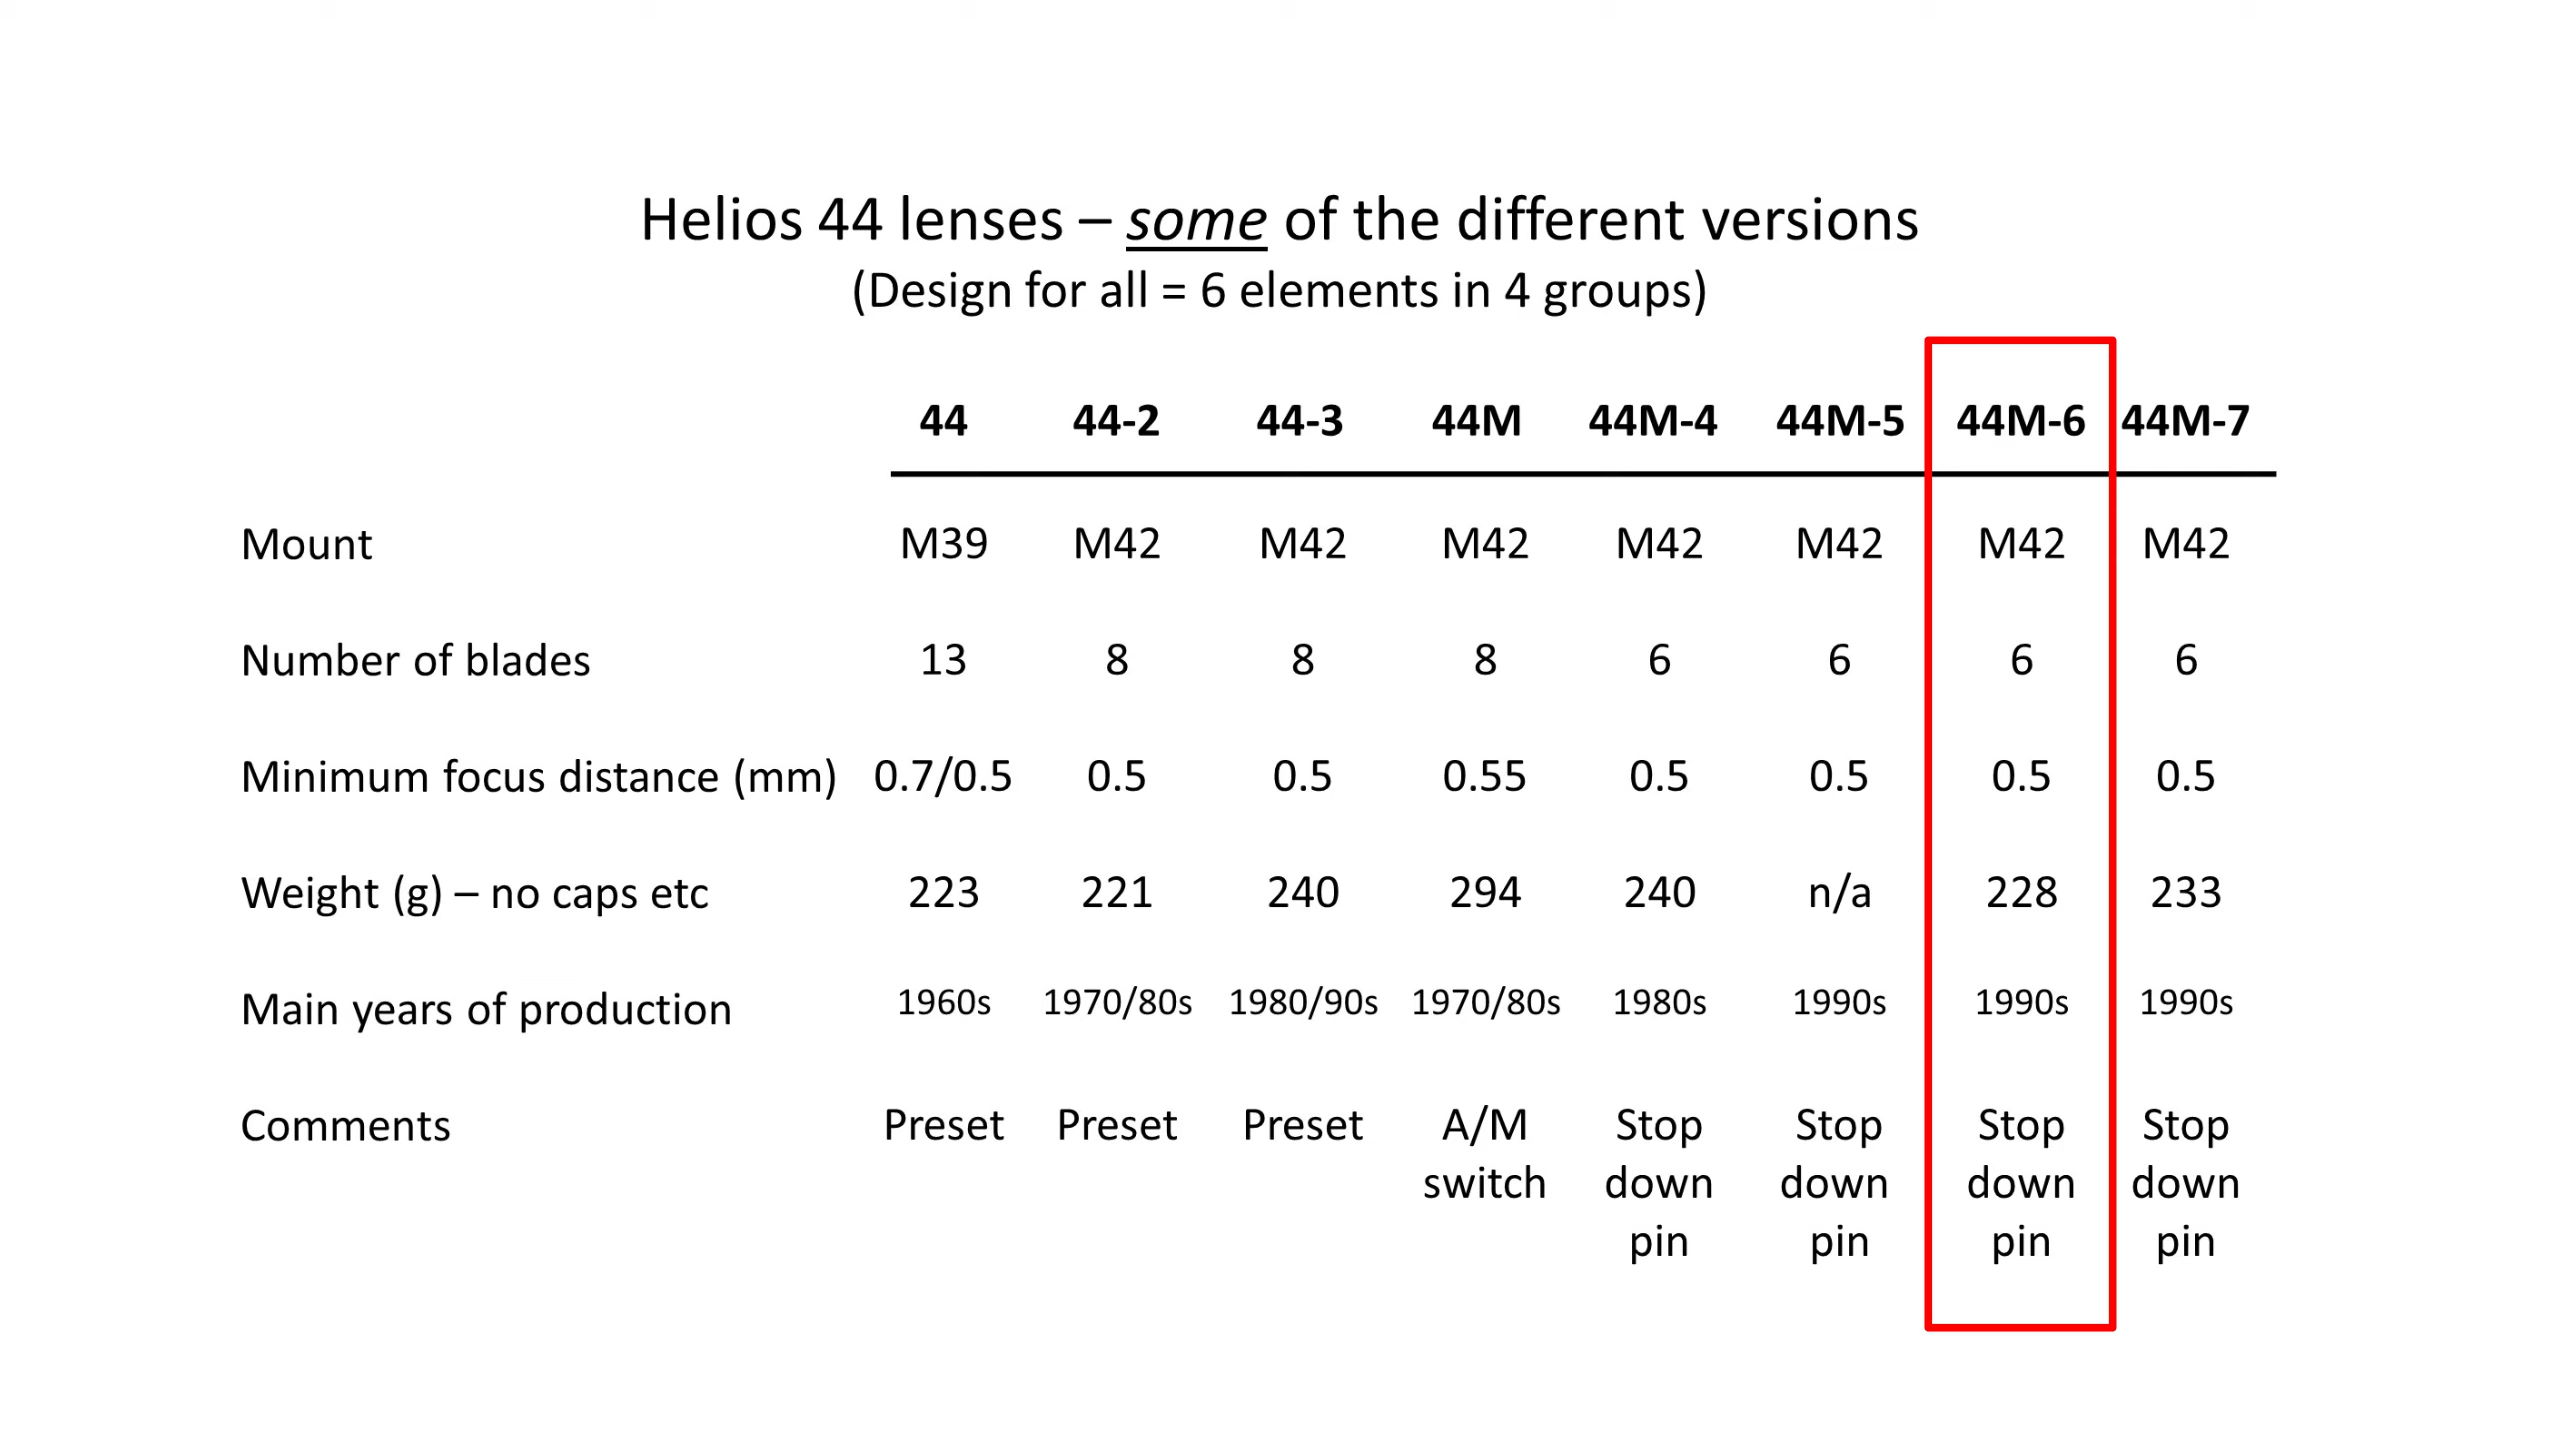 Helios 44 lenses – some of the different versions
(Design for all = 6 elements in 4 groups)
44 44-2 44-3 44M 44M-4 44M-5 44M-6 44M-7
Mount M39 M42 M42 M42 M42 M42 M42 M42
Number of blades 13 8 8 8 6 6 6 6
Minimum focus distance (mm) 0.7/0.5 0.5 0.5 0.55 0.5 0.5 0.5 0.5
Weight (g) – no caps etc 223 221 240 294 240 n/a 228 233
Main years of production 1960s 1970/80s 1980/90s 1970/80s 1980s 1990s 1990s 1990s
Comments Preset Preset Preset A/M Stop Stop Stop Stop
switch down down down down
pin pin pin pin